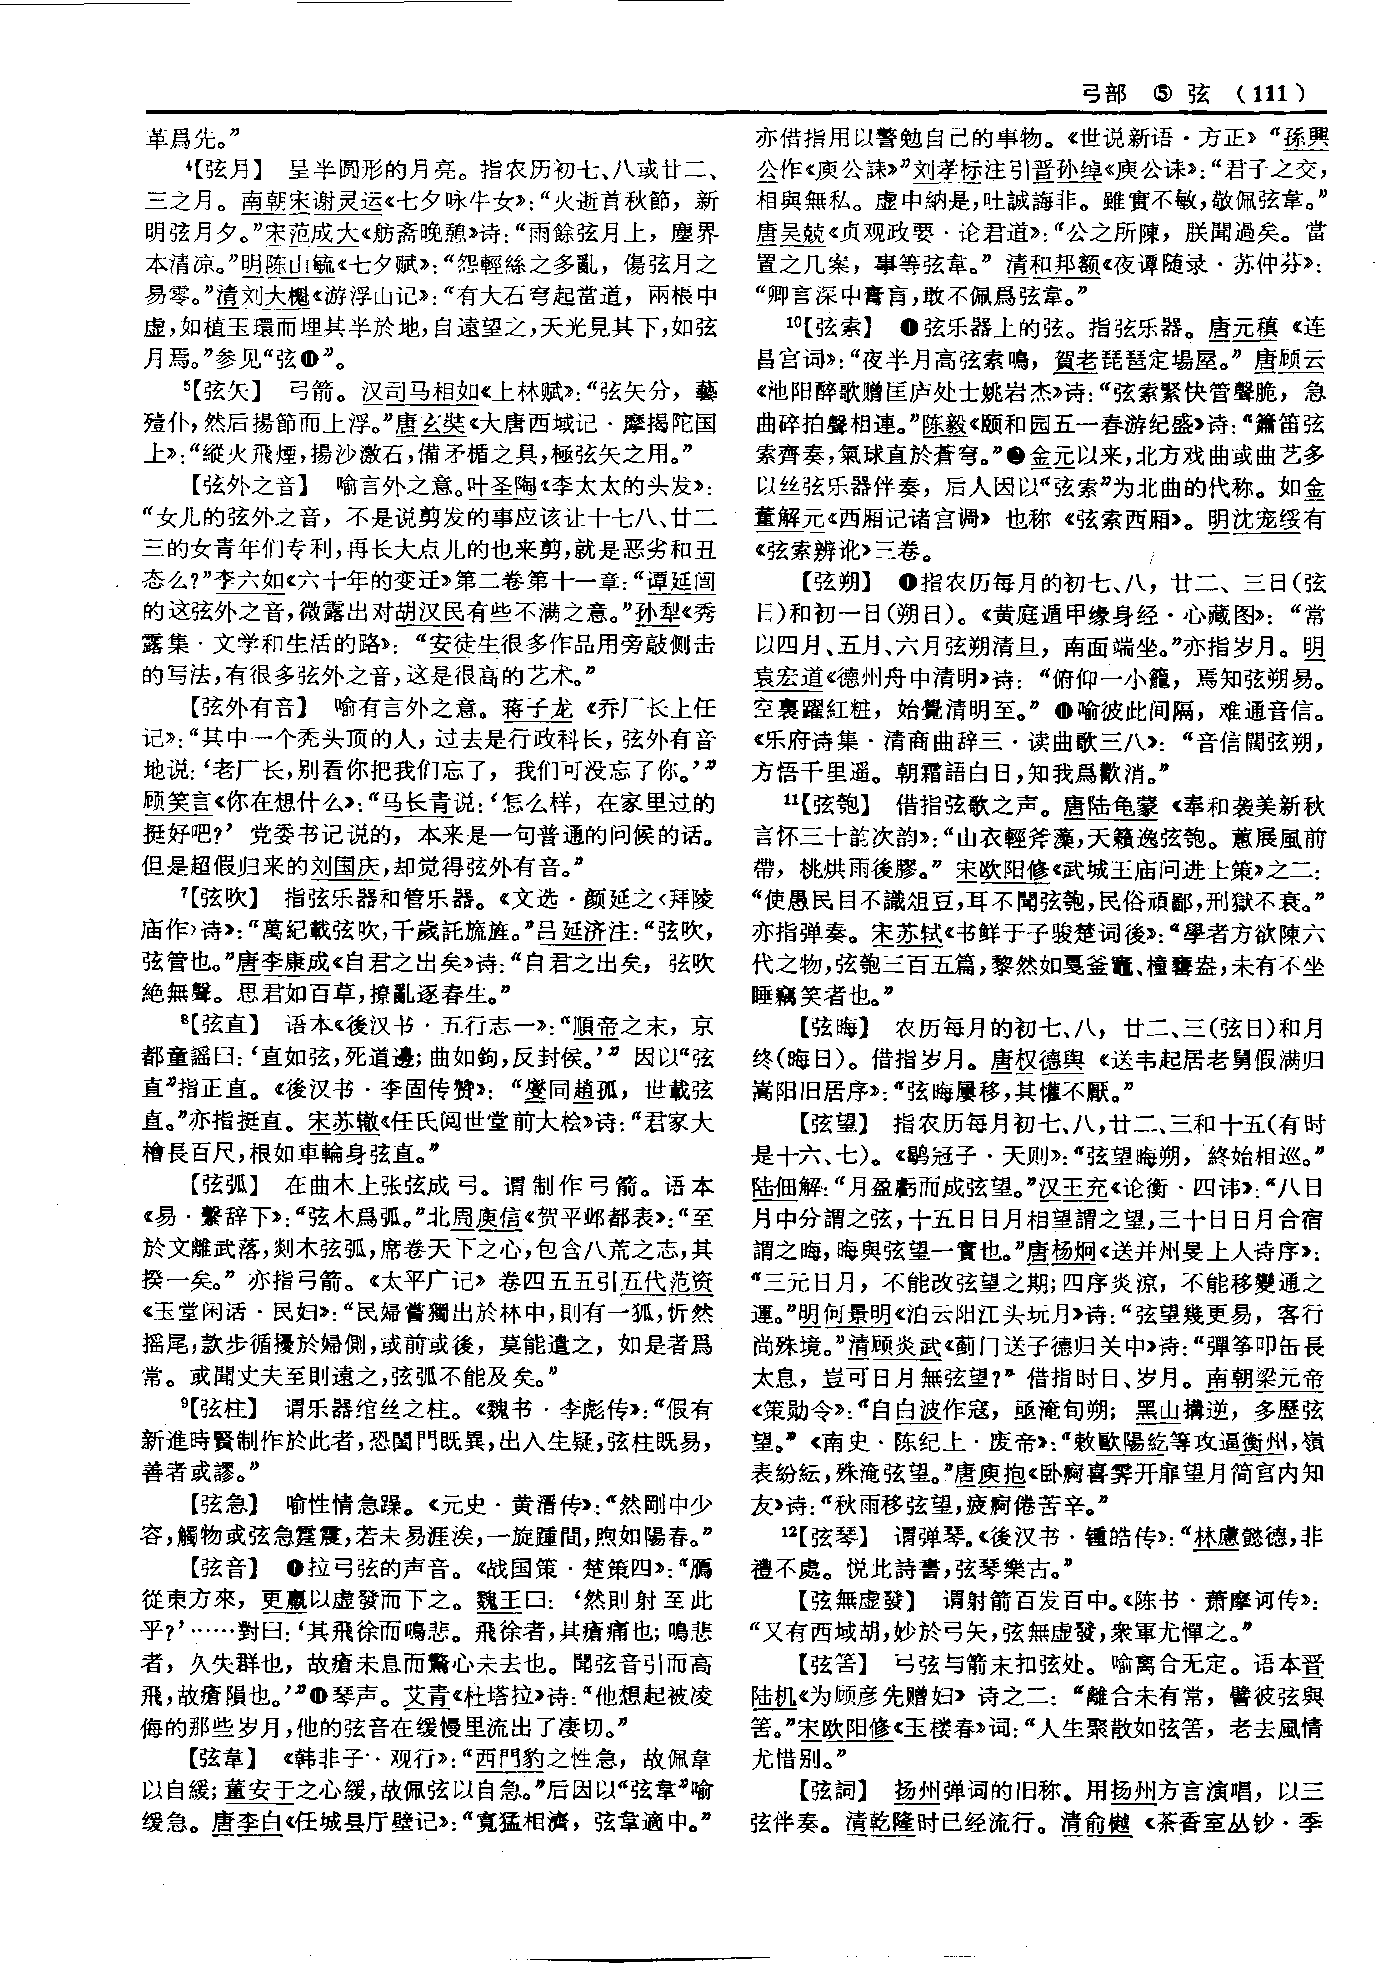 弓部 ⑤ 弦 （111）
革爲先。”
⁴【弦月】 呈半圆形的月亮。指农历初七、八或廿二、
三之月。南朝宋谢灵运《七夕咏牛女》：“火逝首秋節，新
明弦月夕。”宋范成大《舫斋晚憩》诗：“雨餘弦月上，塵界
本清凉。”明陈山毓《七夕赋》：“怨輕絲之多亂，傷弦月之
易零。”清刘大櫆《游浮山记》：“有大石穹起當道，兩棖中
虚，如植玉環而埋其半於地，自遠望之，天光見其下，如弦
月焉。”参见“弦❶”。
⁵【弦矢】 弓箭。汉司马相如《上林赋》：“弦矢分，藝
殪仆，然后揚節而上浮。”唐玄奘《大唐西域记·摩揭陀国
上》：“縱火飛煙，揚沙激石，備矛楯之具，極弦矢之用。”
【弦外之音】 喻言外之意。叶圣陶《李太太的头发》：
“女儿的弦外之音，不是说剪发的事应该让十七八、廿二
三的女青年们专利，再长大点儿的也来剪，就是恶劣和丑
态么？”李六如《六十年的变迁》第二卷第十一章：“谭延闿
的这弦外之音，微露出对胡汉民有些不满之意。”孙犁《秀
露集·文学和生活的路》：“安徒生很多作品用旁敲侧击
的写法，有很多弦外之音，这是很高的艺术。”
【弦外有音】 喻有言外之意。蒋子龙《乔厂长上任
记》：“其中一个秃头顶的人，过去是行政科长，弦外有音
地说：‘老厂长，别看你把我们忘了，我们可没忘了你。’”
顾笑言《你在想什么》：“马长青说：‘怎么样，在家里过的
挺好吧？’党委书记说的，本来是一句普通的问候的话。
但是超假归来的刘国庆，却觉得弦外有音。”
⁷【弦吹】 指弦乐器和管乐器。《文选·颜延之〈拜陵
庙作〉诗》：“萬紀載弦吹，千歲託旒旌。”吕延济注：“弦吹，
弦管也。”唐李康成《自君之出矣》诗：“自君之出矣，弦吹
絶無聲。思君如百草，撩亂逐春生。”
⁸【弦直】 语本《後汉书·五行志一》：“順帝之末，京
都童謡曰：‘直如弦，死道邊；曲如鉤，反封侯。’”因以“弦
直”指正直。《後汉书·李固传赞》：“燮同趙孤，世載弦
直。”亦指挺直。宋苏辙《任氏阅世堂前大桧》诗：“君家大
檜長百尺，根如車輪身弦直。”
【弦弧】 在曲木上张弦成弓。谓制作弓箭。语本
《易·繫辞下》：“弦木爲弧。”北周庾信《贺平邺都表》：“至
於文離武落，剡木弦弧，席卷天下之心，包含八荒之志，其
揆一矣。”亦指弓箭。《太平广记》卷四五五引五代范资
《玉堂闲话·民妇》：“民婦嘗獨出於林中，則有一狐，忻然
摇尾，款步循擾於婦側，或前或後，莫能遣之，如是者爲
常。或聞丈夫至則遠之，弦弧不能及矣。”
⁹【弦柱】 谓乐器绾丝之柱。《魏书·李彪传》：“假有
新進時賢制作於此者，恐闉門既異，出入生疑，弦柱既易，
善者或謬。”
【弦急】 喻性情急躁。《元史·黄溍传》：“然剛中少
容，觸物或弦急霆震，若未易涯涘，一旋踵間，煦如陽春。”
【弦音】 ❶拉弓弦的声音。《战国策·楚策四》：“鴈
從東方來，更羸以虚發而下之。魏王曰：‘然則射至此
乎？’……對曰：‘其飛徐而鳴悲。飛徐者，其瘡痛也；鳴悲
者，久失群也，故瘡未息而驚心未去也。聞弦音引而高
飛，故瘡隕也。’”❷琴声。艾青《杜塔拉》诗：“他想起被凌
侮的那些岁月，他的弦音在缓慢里流出了凄切。”
【弦韋】 《韩非子·观行》：“西門豹之性急，故佩韋
以自緩；董安于之心緩，故佩弦以自急。”后因以“弦韋”喻
缓急。唐李白《任城县厅壁记》：“寬猛相濟，弦韋適中。”
亦借指用以警勉自己的事物。《世说新语·方正》“孫興
公作《庾公誄》”刘孝标注引晋孙绰《庾公诔》：“君子之交，
相與無私。虚中納是，吐誠誨非。雖實不敏，敬佩弦韋。”
唐吴兢《贞观政要·论君道》：“公之所陳，朕聞過矣。當
置之几案，事等弦韋。”清和邦额《夜谭随录·苏仲芬》：
“卿言深中膏肓，敢不佩爲弦韋。”
¹⁰【弦索】 ❶弦乐器上的弦。指弦乐器。唐元稹《连
昌宫词》：“夜半月高弦索鳴，賀老琵琶定場屋。”唐顾云
《池阳醉歌赠匡庐处士姚岩杰》诗：“弦索緊快管聲脆，急
曲碎拍聲相連。”陈毅《颐和园五一春游纪盛》诗：“簫笛弦
索齊奏，氣球直於蒼穹。”❷金元以来，北方戏曲或曲艺多
以丝弦乐器伴奏，后人因以“弦索”为北曲的代称。如金
董解元《西厢记诸宫调》也称《弦索西厢》。明沈宠绥有
《弦索辨讹》三卷。
【弦朔】 ❶指农历每月的初七、八，廿二、三日（弦
日）和初一日（朔日）。《黄庭遁甲缘身经·心藏图》：“常
以四月、五月、六月弦朔清旦，南面端坐。”亦指岁月。明
袁宏道《德州舟中清明》诗：“俯仰一小籠，焉知弦朔易。
空裏躍紅粧，始覺清明至。”❷喻彼此间隔，难通音信。
《乐府诗集·清商曲辞三·读曲歌三八》：“音信闊弦朔，
方悟千里遥。朝霜語白日，知我爲歡消。”
¹¹【弦匏】 借指弦歌之声。唐陆龟蒙《奉和袭美新秋
言怀三十韵次韵》：“山衣輕斧藻，天籟逸弦匏。蕙展風前
帶，桃烘雨後膠。”宋欧阳修《武城王庙问进士策》之二：
“使愚民目不識俎豆，耳不聞弦匏，民俗頑鄙，刑獄不衰。”
亦指弹奏。宋苏轼《书鲜于子骏楚词後》：“學者方欲陳六
代之物，弦匏三百五篇，黎然如戛釜竈、橦甕盎，未有不坐
睡竊笑者也。”
【弦晦】 农历每月的初七、八，廿二、三（弦日）和月
终（晦日）。借指岁月。唐权德舆《送韦起居老舅假满归
嵩阳旧居序》：“弦晦屢移，其懽不厭。”
【弦望】 指农历每月初七、八，廿二、三和十五（有时
是十六、七）。《鹖冠子·天则》：“弦望晦朔，終始相巡。”
陆佃解：“月盈虧而成弦望。”汉王充《论衡·四讳》：“八日
月中分謂之弦，十五日日月相望謂之望，三十日日月合宿
謂之晦，晦與弦望一實也。”唐杨炯《送并州旻上人诗序》：
“三元日月，不能改弦望之期；四序炎涼，不能移變通之
運。”明何景明《泊云阳江头玩月》诗：“弦望幾更易，客行
尚殊境。”清顾炎武《蓟门送子德归关中》诗：“彈筝叩缶長
太息，豈可日月無弦望？”借指时日、岁月。南朝梁元帝
《策勋令》：“自白波作寇，亟淹旬朔；黑山搆逆，多歷弦
望。”《南史·陈纪上·废帝》：“敕歐陽紇等攻逼衡州，嶺
表紛紜，殊淹弦望。”唐庾抱《卧痾喜霁开扉望月简宫内知
友》诗：“秋雨移弦望，疲痾倦苦辛。”
¹²【弦琴】 谓弹琴。《後汉书·锺皓传》：“林慮懿德，非
禮不處。悦此詩書，弦琴樂古。”
【弦無虚發】 谓射箭百发百中。《陈书·萧摩诃传》：
“又有西域胡，妙於弓矢，弦無虚發，衆軍尤憚之。”
【弦筈】 弓弦与箭末扣弦处。喻离合无定。语本晋
陆机《为顾彦先赠妇》诗之二：“離合未有常，譬彼弦與
筈。”宋欧阳修《玉楼春》词：“人生聚散如弦筈，老去風情
尤惜别。”
【弦詞】 扬州弹词的旧称。用扬州方言演唱，以三
弦伴奏。清乾隆时已经流行。清俞樾《茶香室丛钞·季